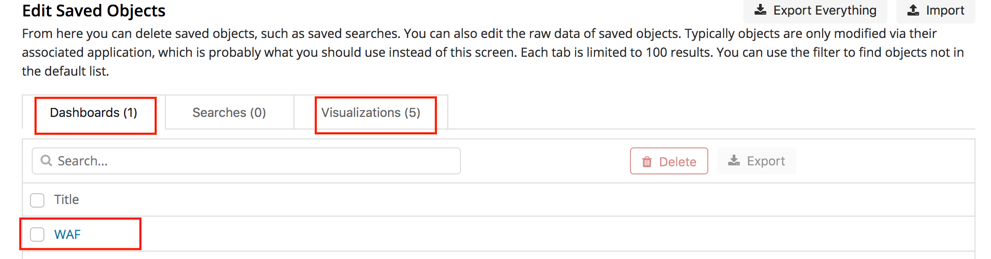 Edit Saved Objects
Export Everything
Import
From here you can delete saved objects, such as saved searches. You can also edit the raw data of saved objects. Typically objects are only modified via their
associated application, which is probably what you should use instead of this screen. Each tab is limited to 100 results. You can use the filter to find objects not in
the default list.
Dashboards (1)
Searches (0)
Visualizations (5)
Search...
Delete
Export
Title
WAF